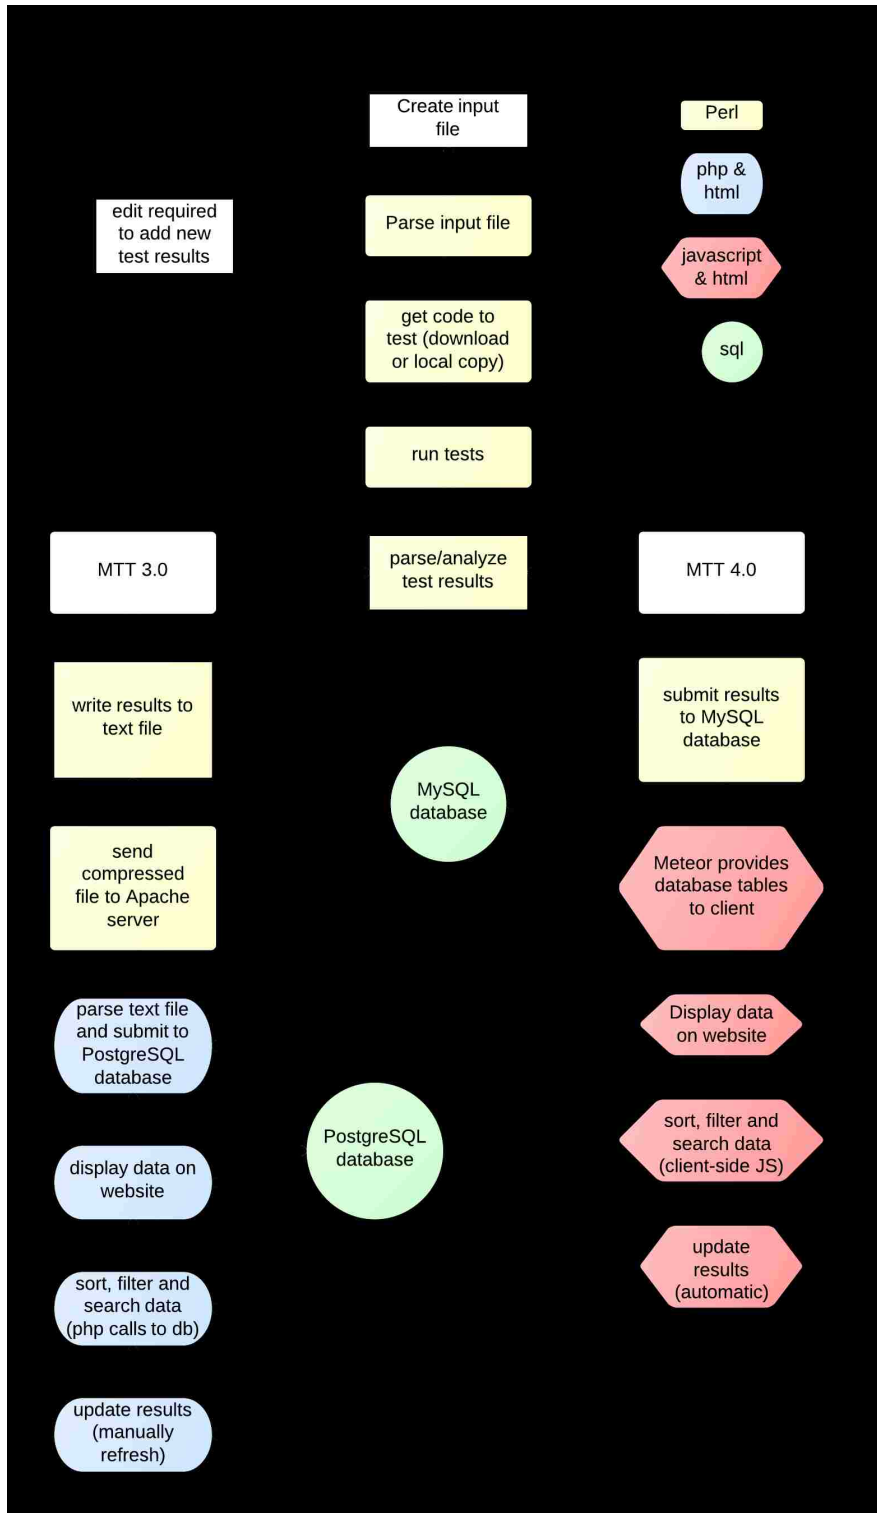 Create input
file
Perl
php &
html
edit required
to add new
test results
Parse input file
javascript
& html
get code to
test (download
or local copy)
sql
run tests
MTT 3.0
parse/analyze
test results
MTT 4.0
write results to
text file
submit results
to MySQL
database
MySQL
database
send
compressed
file to Apache
server
Meteor provides
database tables
to client
parse text file
and submit to
PostgreSQL
database
Display data
on website
PostgreSQL
database
sort, filter and
search data
(client-side JS)
display data on
website
update
results
(automatic)
sort, filter and
search data
(php calls to db)
update results
(manually
refresh)